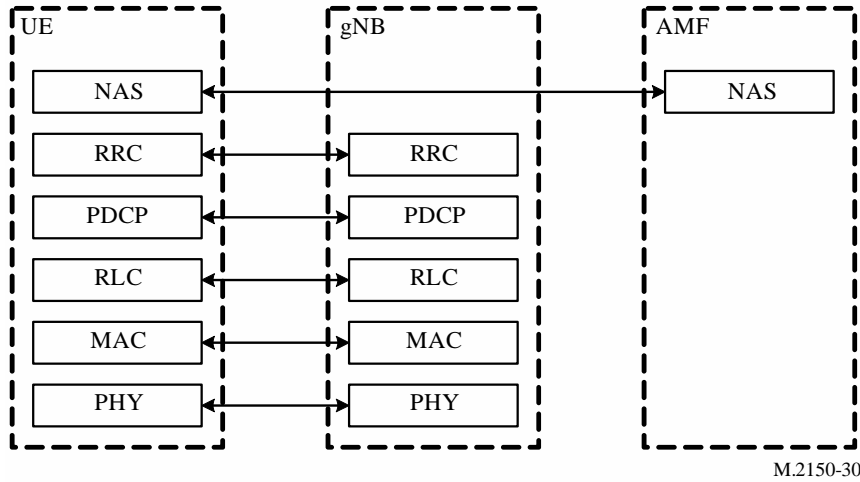 UE gNB AMF
NAS NAS
RRC RRC
PDCP PDCP
RLC RLC
MAC MAC
PHY PHY
M.2150-30